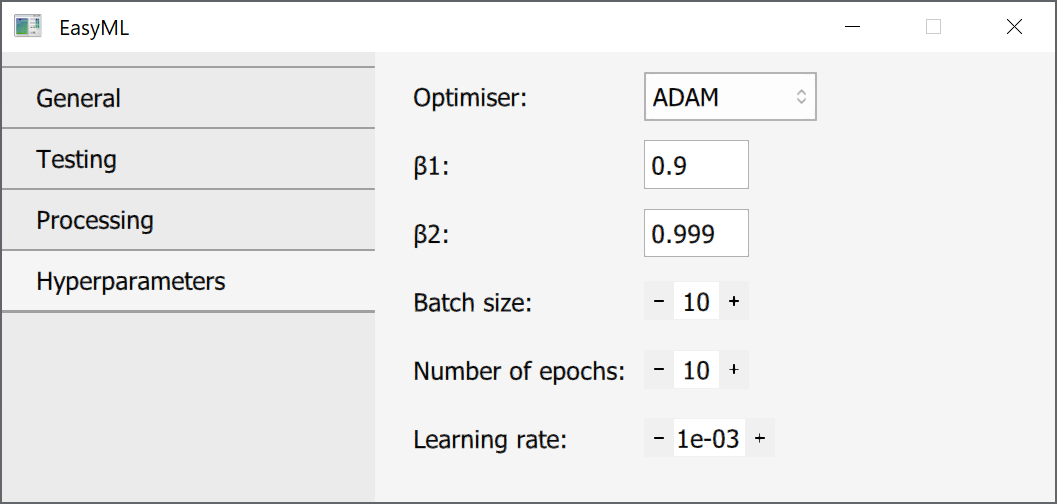 EasyML
General
Testing
Processing
Hyperparameters
Optimiser: ADAM
β1: 0.9
β2: 0.999
Batch size: - 10 +
Number of epochs: - 10 +
Learning rate: - 1e-03 +